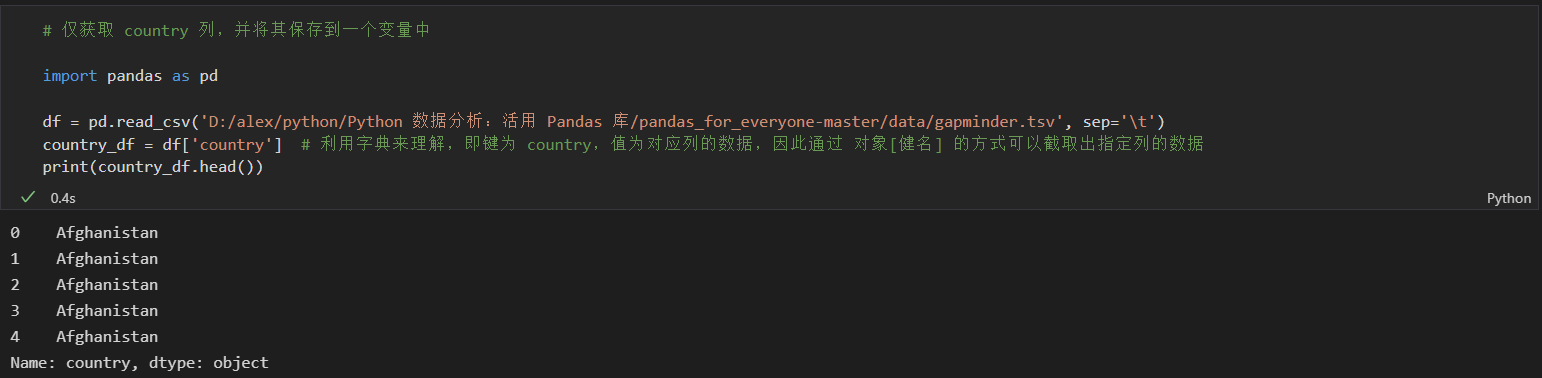 # 仅获取 country 列，并将其保存到一个变量中
import pandas as pd
df = pd.read_csv('D:/alex/python/Python 数据分析：活用 Pandas 库/pandas_for_everyone-master/data/gapminder.tsv', sep='\t')
country_df = df['country']  # 利用字典来理解，即键为 country，值为对应列的数据，因此通过 对象[健名] 的方式可以截取出指定列的数据
print(country_df.head())
✓ 0.4s Python
0    Afghanistan
1    Afghanistan
2    Afghanistan
3    Afghanistan
4    Afghanistan
Name: country, dtype: object